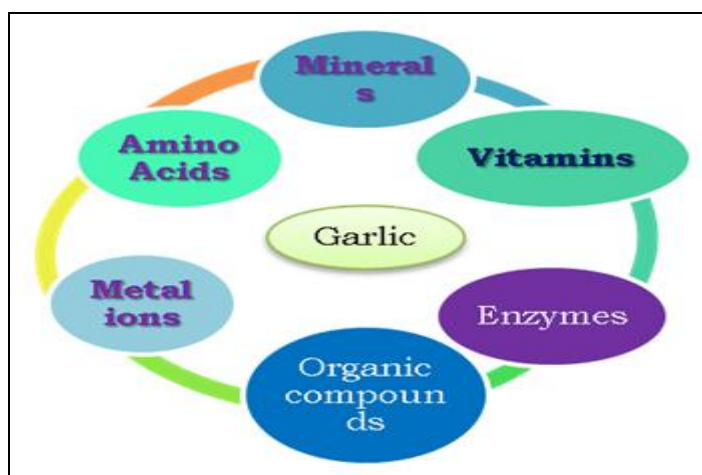 Mineral
s
Vitamins
Enzymes
Organic
compoun
ds
Metal
ions
Amino
Acids
Garlic